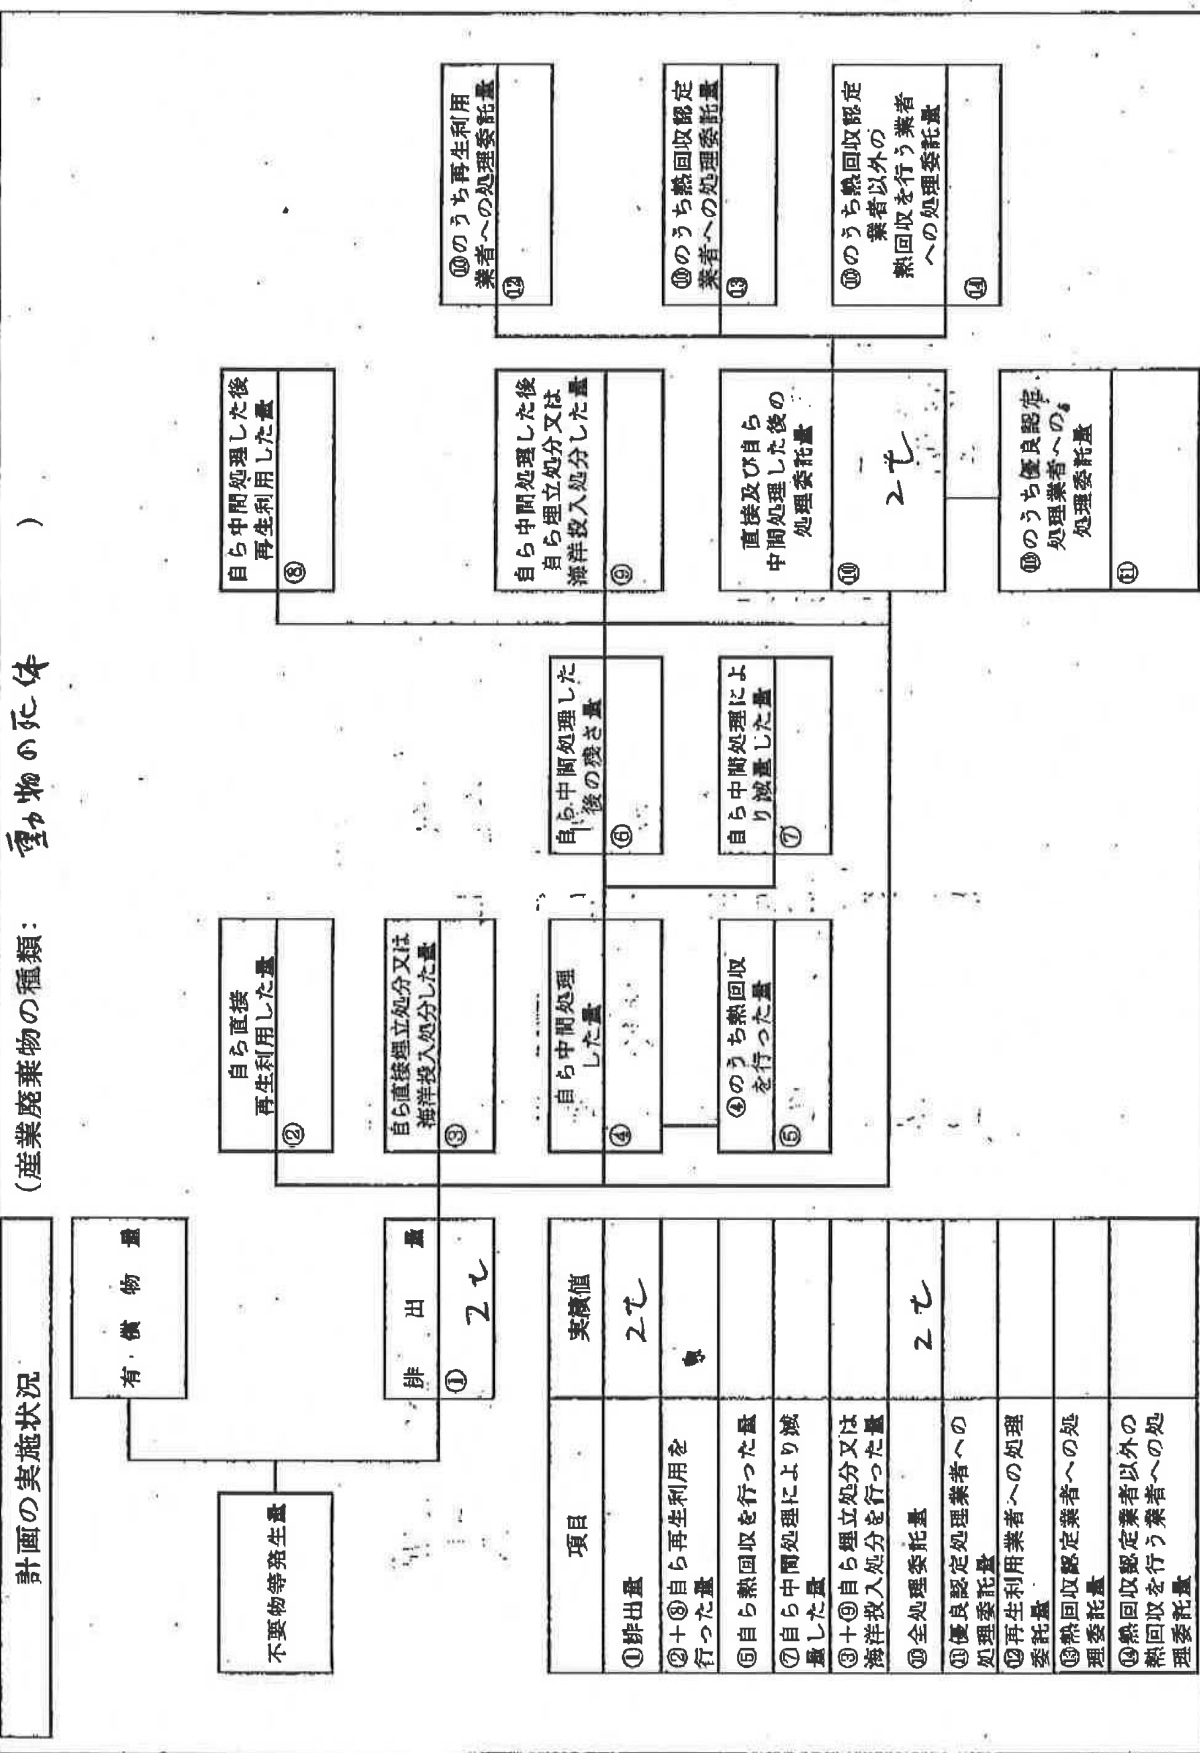 計画の実施状況
(産業廃棄物の種類: 動物の死体 )
不要物等発生量
有 償 物 量
排 出 量
① 2t
自ら直接
再生利用した量
②
自ら直接埋立処分又は
海洋投入処分した量
③
自ら中間処理
した量
④
④のうち熱回収
を行った量
⑤
自ら中間処理した
後の残さ量
⑥
自ら中間処理によ
り減量した量
⑦
自ら中間処理した後
再生利用した量
⑧
自ら中間処理した後
自ら埋立処分又は
海洋投入処分した量
⑨
直接及び自ら
中間処理した後の
処理委託量
⑩ 2t
⑩のうち優良認定
処理業者への
処理委託量
⑪
⑩のうち再生利用
業者への処理委託量
⑫
⑩のうち熱回収認定
業者への処理委託量
⑬
⑩のうち熱回収認定
業者以外の
熱回収を行う業者
への処理委託量
⑭
項目 実績値
①排出量 2t
②+⑧自ら再生利用を
行った量
⑤自ら熱回収を行った量
⑦自ら中間処理により減
量した量
③+⑨自ら埋立処分又は
海洋投入処分を行った量
⑩全処理委託量 2t
⑪優良認定処理業者への
処理委託量
⑫再生利用業者への処理
委託量
⑬熱回収認定業者への処
理委託量
⑭熱回収認定業者以外の
熱回収を行う業者への処
理委託量